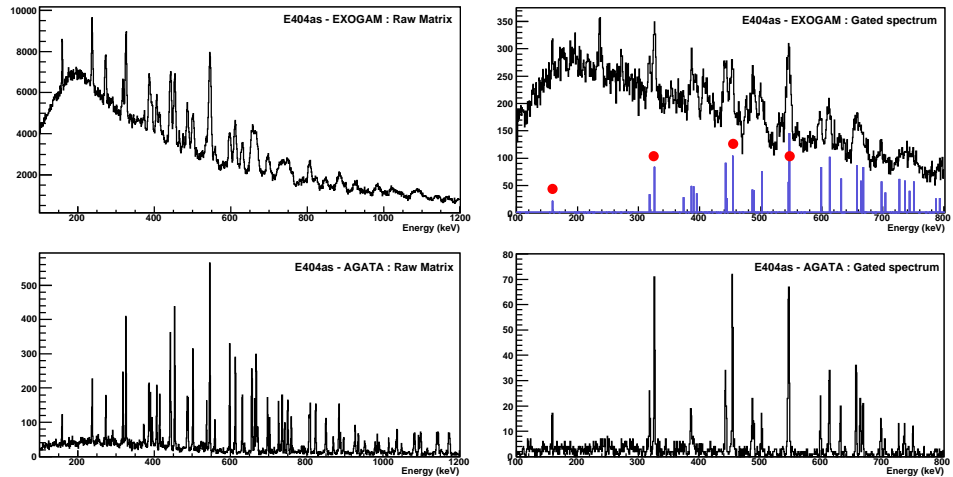 E404as - EXOGAM : Raw Matrix
10000
8000
6000
4000
2000
200 400 600 800 1000 1200
Energy (keV)
E404as - EXOGAM : Gated spectrum
350
300
250
200
150
100
50
0
100 200 300 400 500 600 700 800
Energy (keV)
E404as - AGATA : Raw Matrix
500
400
300
200
100
0
200 400 600 800 1000 1200
Energy (keV)
E404as - AGATA : Gated spectrum
80
70
60
50
40
30
20
10
0
100 200 300 400 500 600 700 800
Energy (keV)